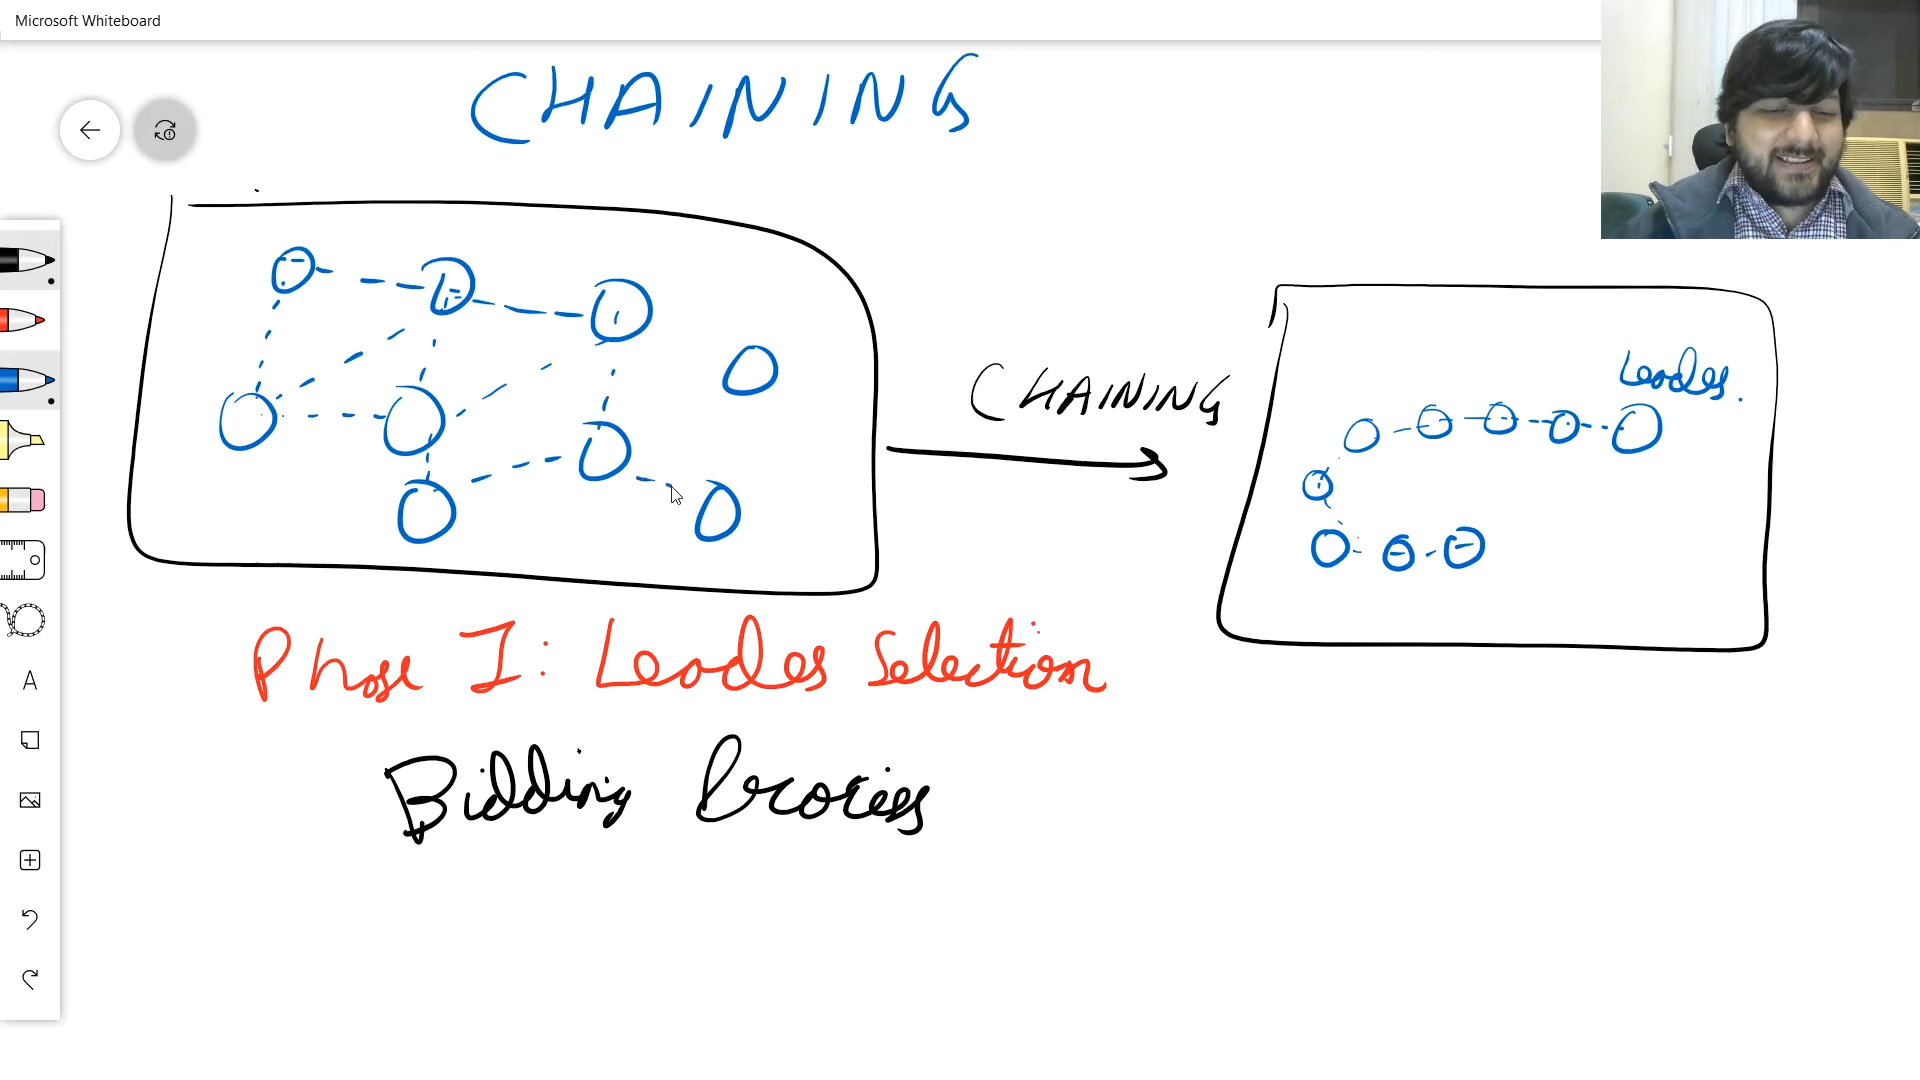 Microsoft Whiteboard
CHAINING
CHAINING
Leader.
Phase I: Leader Selection
Bidding Process
A